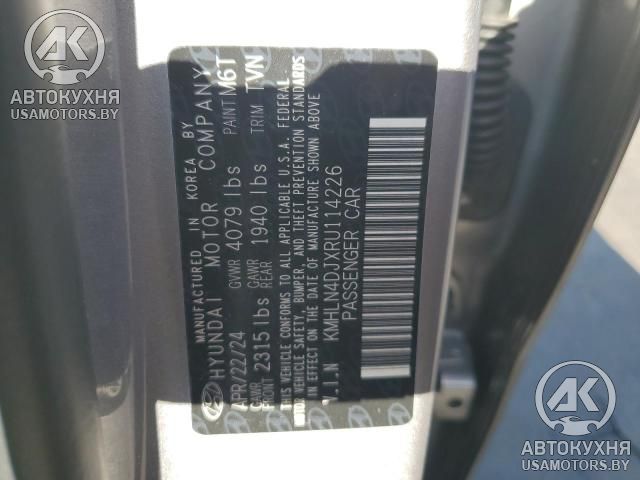 MANUFACTURED IN KOREA BY
HYUNDAI MOTOR COMPANY
APR/22/24 GVWR 4079 lbs PAINT M6T
GAWR FRONT 2315 lbs GAWR REAR 1940 lbs TRIM TVN
THIS VEHICLE CONFORMS TO ALL APPLICABLE U.S.A. FEDERAL
MOTOR VEHICLE SAFETY, BUMPER, AND THEFT PREVENTION STANDARDS
IN EFFECT ON THE DATE OF MANUFACTURE SHOWN ABOVE
V.I.N KMHLN4DJXRU114226
PASSENGER CAR
АК
АВТОКУХНЯ
USAMOTORS.BY
АК
АВТОКУХНЯ
USAMOTORS.BY